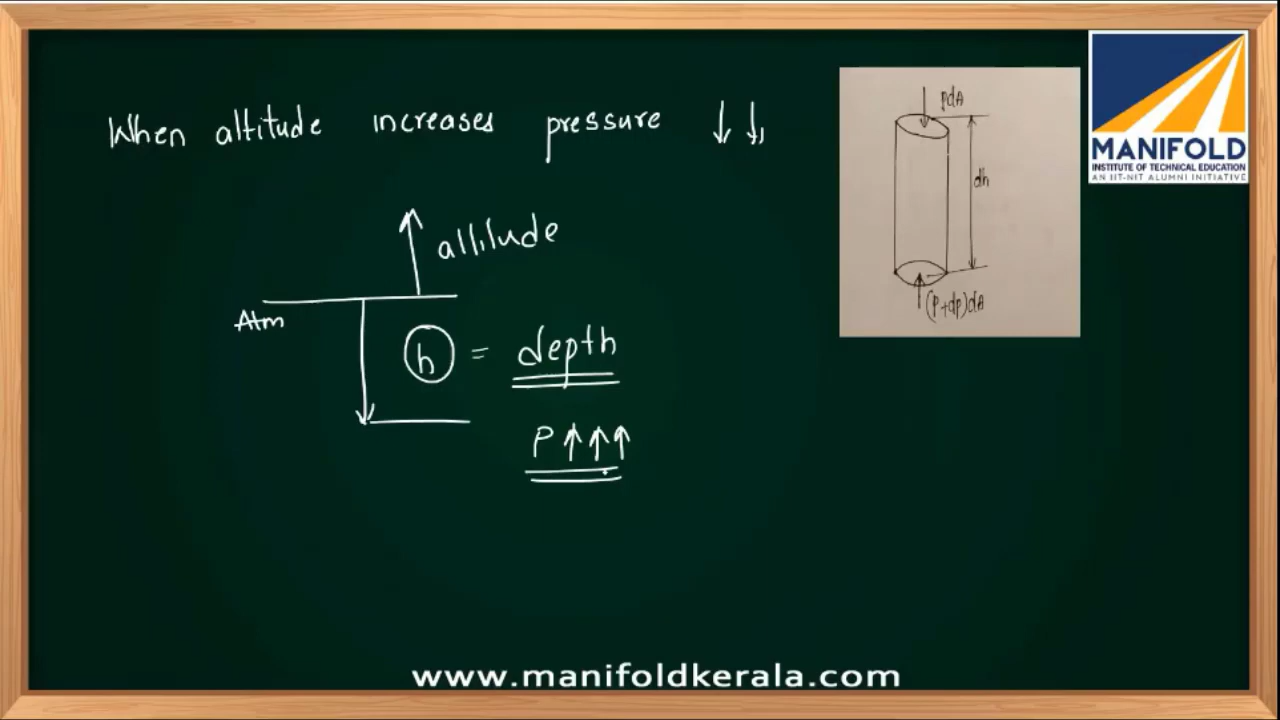 When altitude increases pressure ↓ ↓
altitude
Atm
h = depth
P ↑ ↑ ↑
pdA
dh
(P+dp)dA
MANIFOLD
INSTITUTE OF TECHNICAL EDUCATION
AN IIT-NIT ALUMNI INITIATIVE
www.manifoldkerala.com